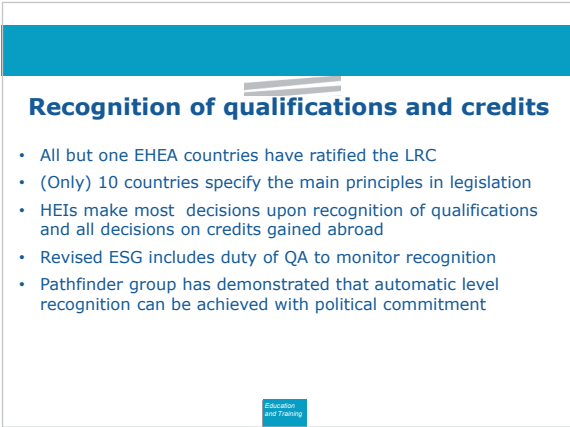 Recognition of qualifications and credits
• All but one EHEA countries have ratified the LRC
• (Only) 10 countries specify the main principles in legislation
• HEIs make most decisions upon recognition of qualifications
and all decisions on credits gained abroad
• Revised ESG includes duty of QA to monitor recognition
• Pathfinder group has demonstrated that automatic level
recognition can be achieved with political commitment
Education
and Training